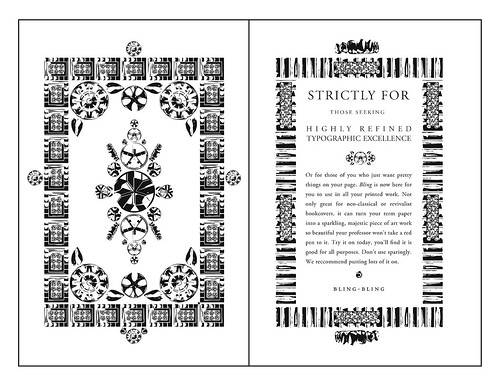 STRICTLY FOR
THOSE SEEKING
HIGHLY REFINED
TYPOGRAPHIC EXCELLENCE
Or for those of you who just want pretty
things on your page. Bling is now here for
you to use in all your printed work. Not
only great for neo-classical or revivalist
bookcovers, it can turn your term paper
into a sparkling, majestic piece of art work
so beautiful your professor won't take a red
pen to it. Try it on today, you'll find it is
good for all purposes. Don't use sparingly.
We reccommend putting lots of it on.
BLING-BLING